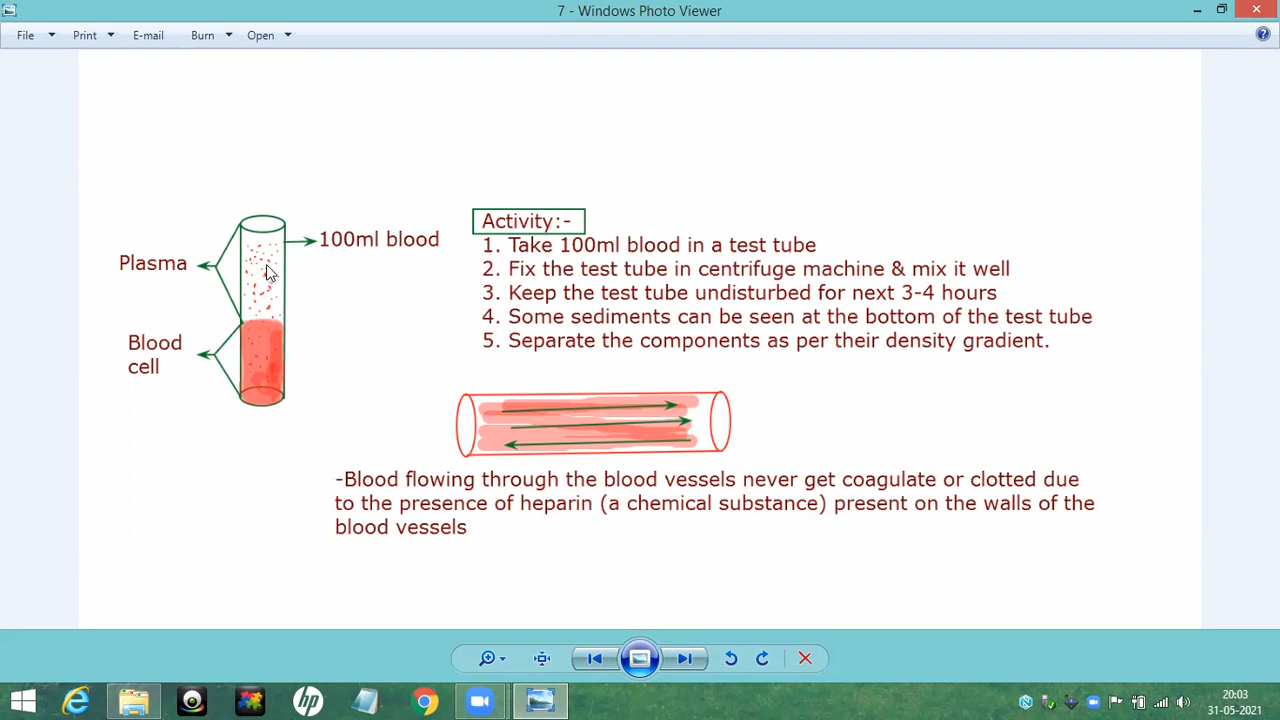 7 - Windows Photo Viewer
File Print E-mail Burn Open
Activity:-
100ml blood
1. Take 100ml blood in a test tube
Plasma
2. Fix the test tube in centrifuge machine & mix it well
3. Keep the test tube undisturbed for next 3-4 hours
4. Some sediments can be seen at the bottom of the test tube
Blood
cell
5. Separate the components as per their density gradient.
-Blood flowing through the blood vessels never get coagulate or clotted due
to the presence of heparin (a chemical substance) present on the walls of the
blood vessels
hp
20:03
31-05-2021